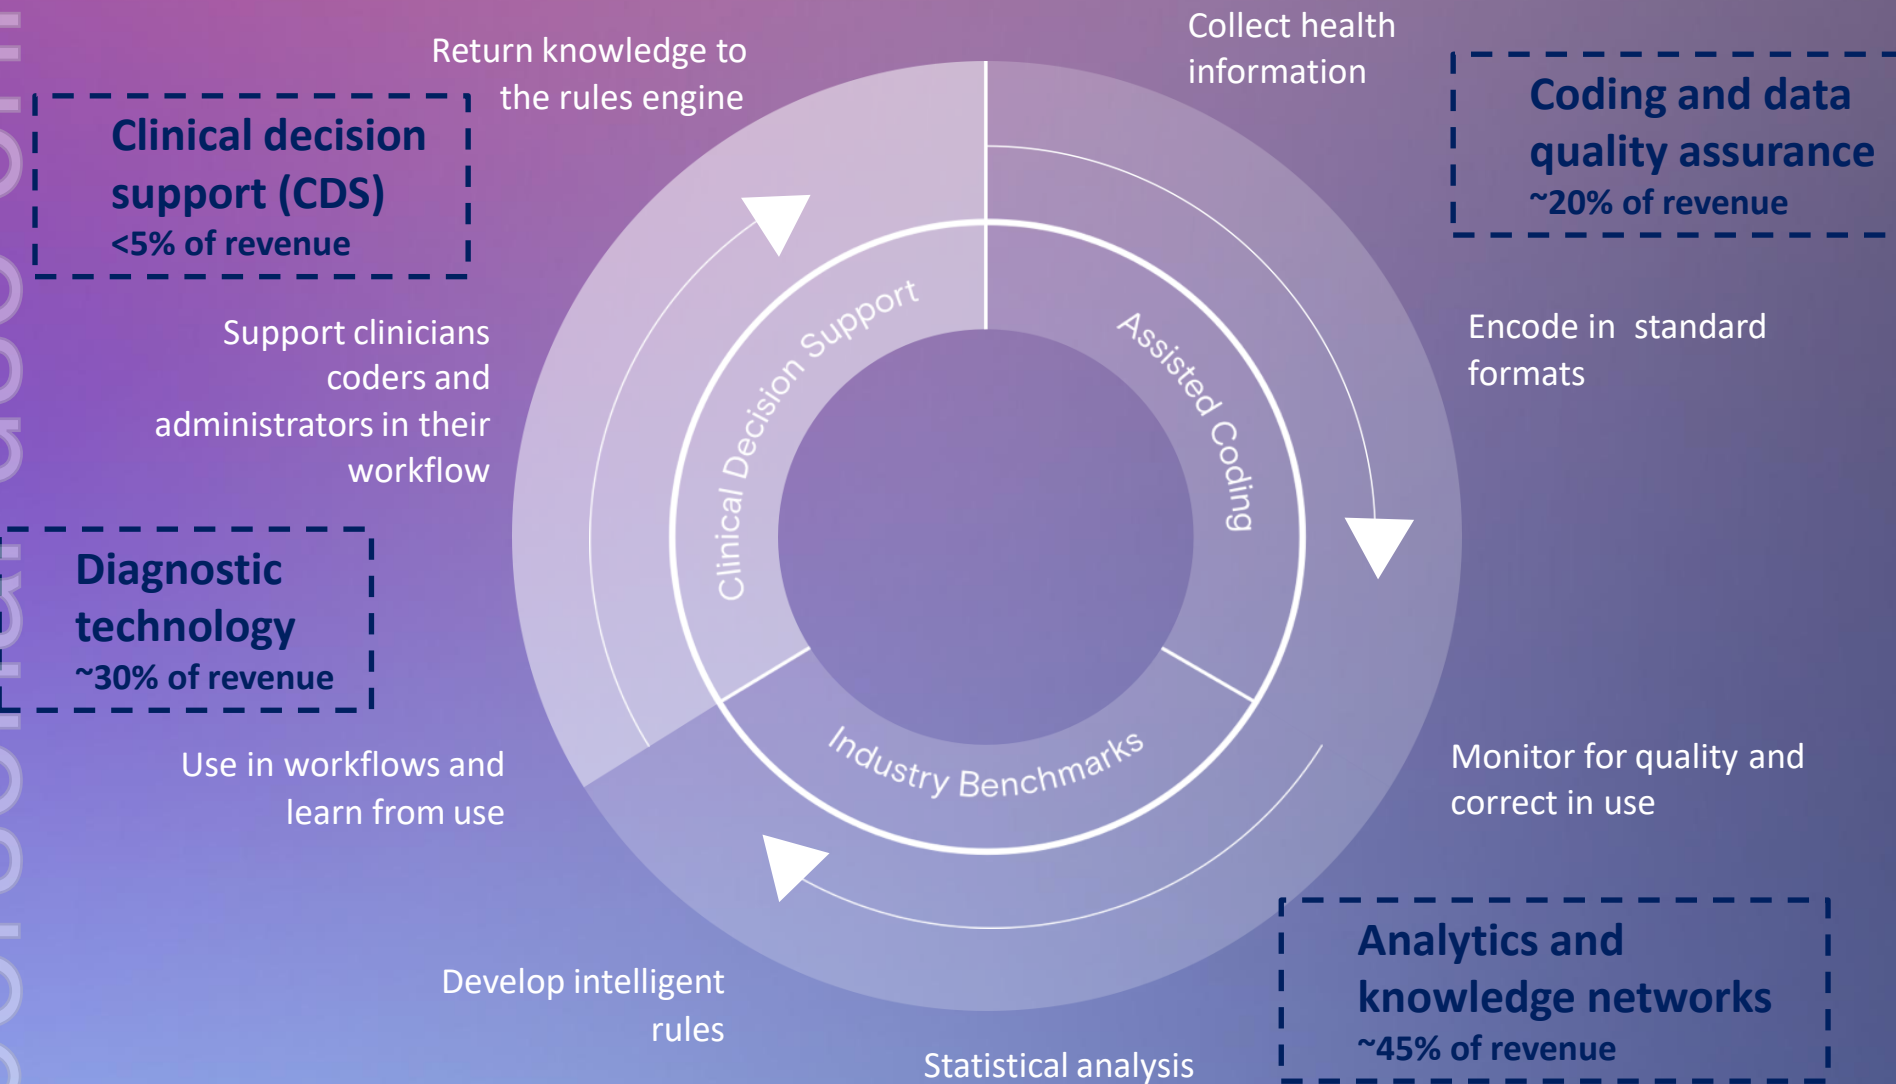 Return knowledge to
the rules engine
Collect health
information
Clinical decision
support (CDS)
<5% of revenue
Coding and data
quality assurance
~20% of revenue
Support clinicians
coders and
administrators in their
workflow
Encode in  standard
formats
Clinical Decision Support
Assisted Coding
Industry Benchmarks
Diagnostic
technology
~30% of revenue
Use in workflows and
learn from use
Monitor for quality and
correct in use
Analytics and
knowledge networks
~45% of revenue
Develop intelligent
rules
Statistical analysis